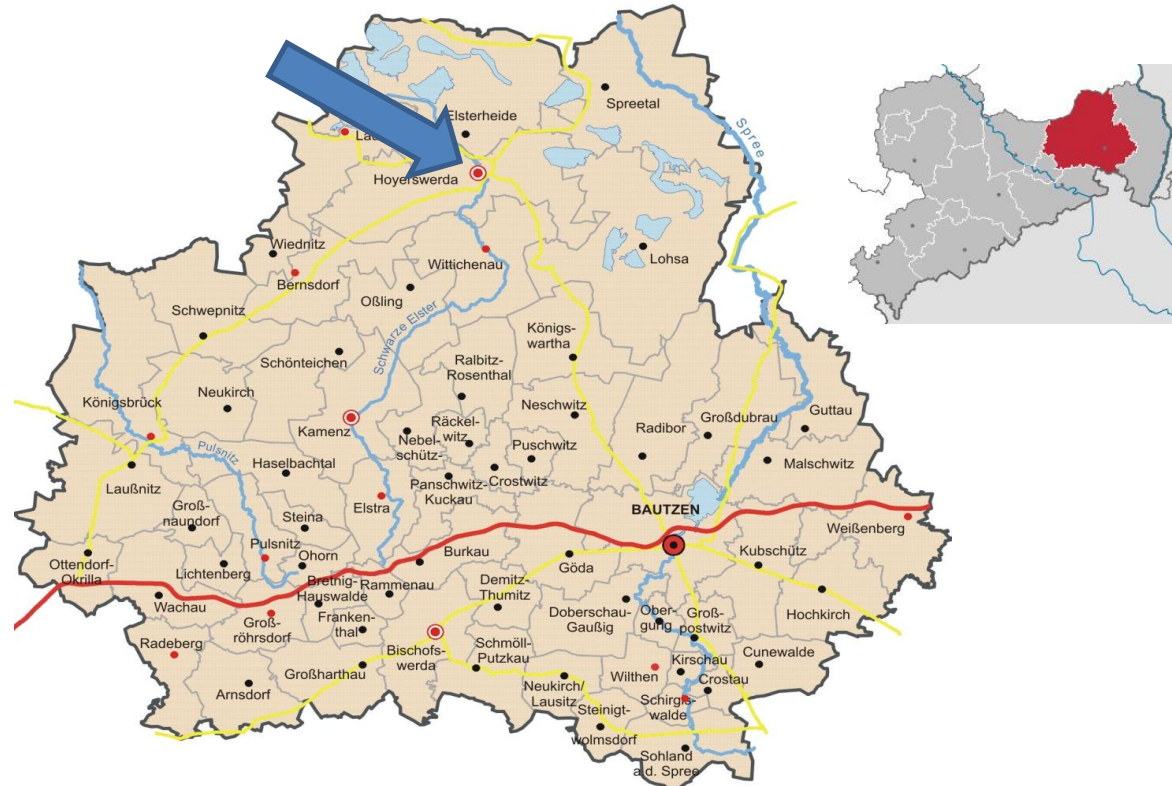 Elsterheide
Spreetal
Spree
Hoyerswerda
Wiednitz
Bernsdorf
Wittichenau
Lohsa
Oßling
Schwepnitz
Schwarze Elster
Königs-
wartha
Schönteichen
Ralbitz-
Rosenthal
Neukirch
Königsbrück
Kamenz
Nebel-
schütz-
Räckel-
witz
Neschwitz
Puschwitz
Radibor
Großdubrau
Guttau
Pulsnitz
Haselbachtal
Panschwitz-
Kuckau
Crostwitz
Malschwitz
Laußnitz
Groß-
naundorf
Steina
Elstra
BAUTZEN
Weißenberg
Ottendorf-
Okrilla
Pulsnitz
Ohorn
Lichtenberg
Burkau
Göda
Kubschütz
Wachau
Bretnig-
Hauswalde
Rammenau
Demitz-
Thumitz
Hochkirch
Groß-
röhrsdorf
Franken-
thal
Doberschau-
Gaußig
Ober-
gung
Groß-
postwitz
Radeberg
Bischofs-
werda
Schmöll-
Putzkau
Cunewalde
Großharthau
Wilthen
Kirschau
Crostau
Arnsdorf
Neukirch/
Lausitz
Schirgis-
walde
Steinigt-
wolmsdorf
Sohland
a.d. Spree